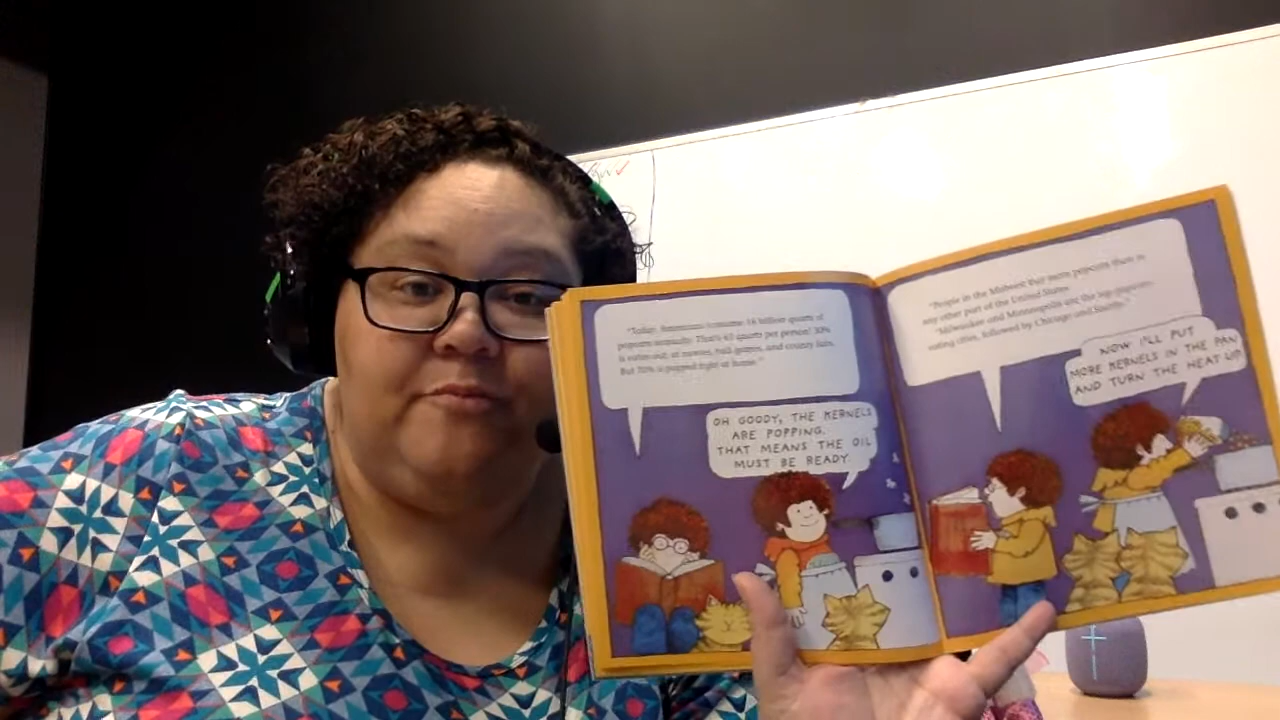 "Today, Americans consume 16 billion quarts of
popcorn annually. That's 65 quarts per person! 30%
is eaten out: at movies, ball games, and county fairs.
But 70% is popped right at home."
OH GOODY, THE KERNELS
ARE POPPING.
THAT MEANS THE OIL
MUST BE READY.
"People in the Midwest buy more popcorn than in
any other part of the United States.
"Milwaukee and Minneapolis are the top popcorn-
eating cities, followed by Chicago and Seattle."
NOW I'LL PUT
MORE KERNELS IN THE PAN
AND TURN THE HEAT UP.